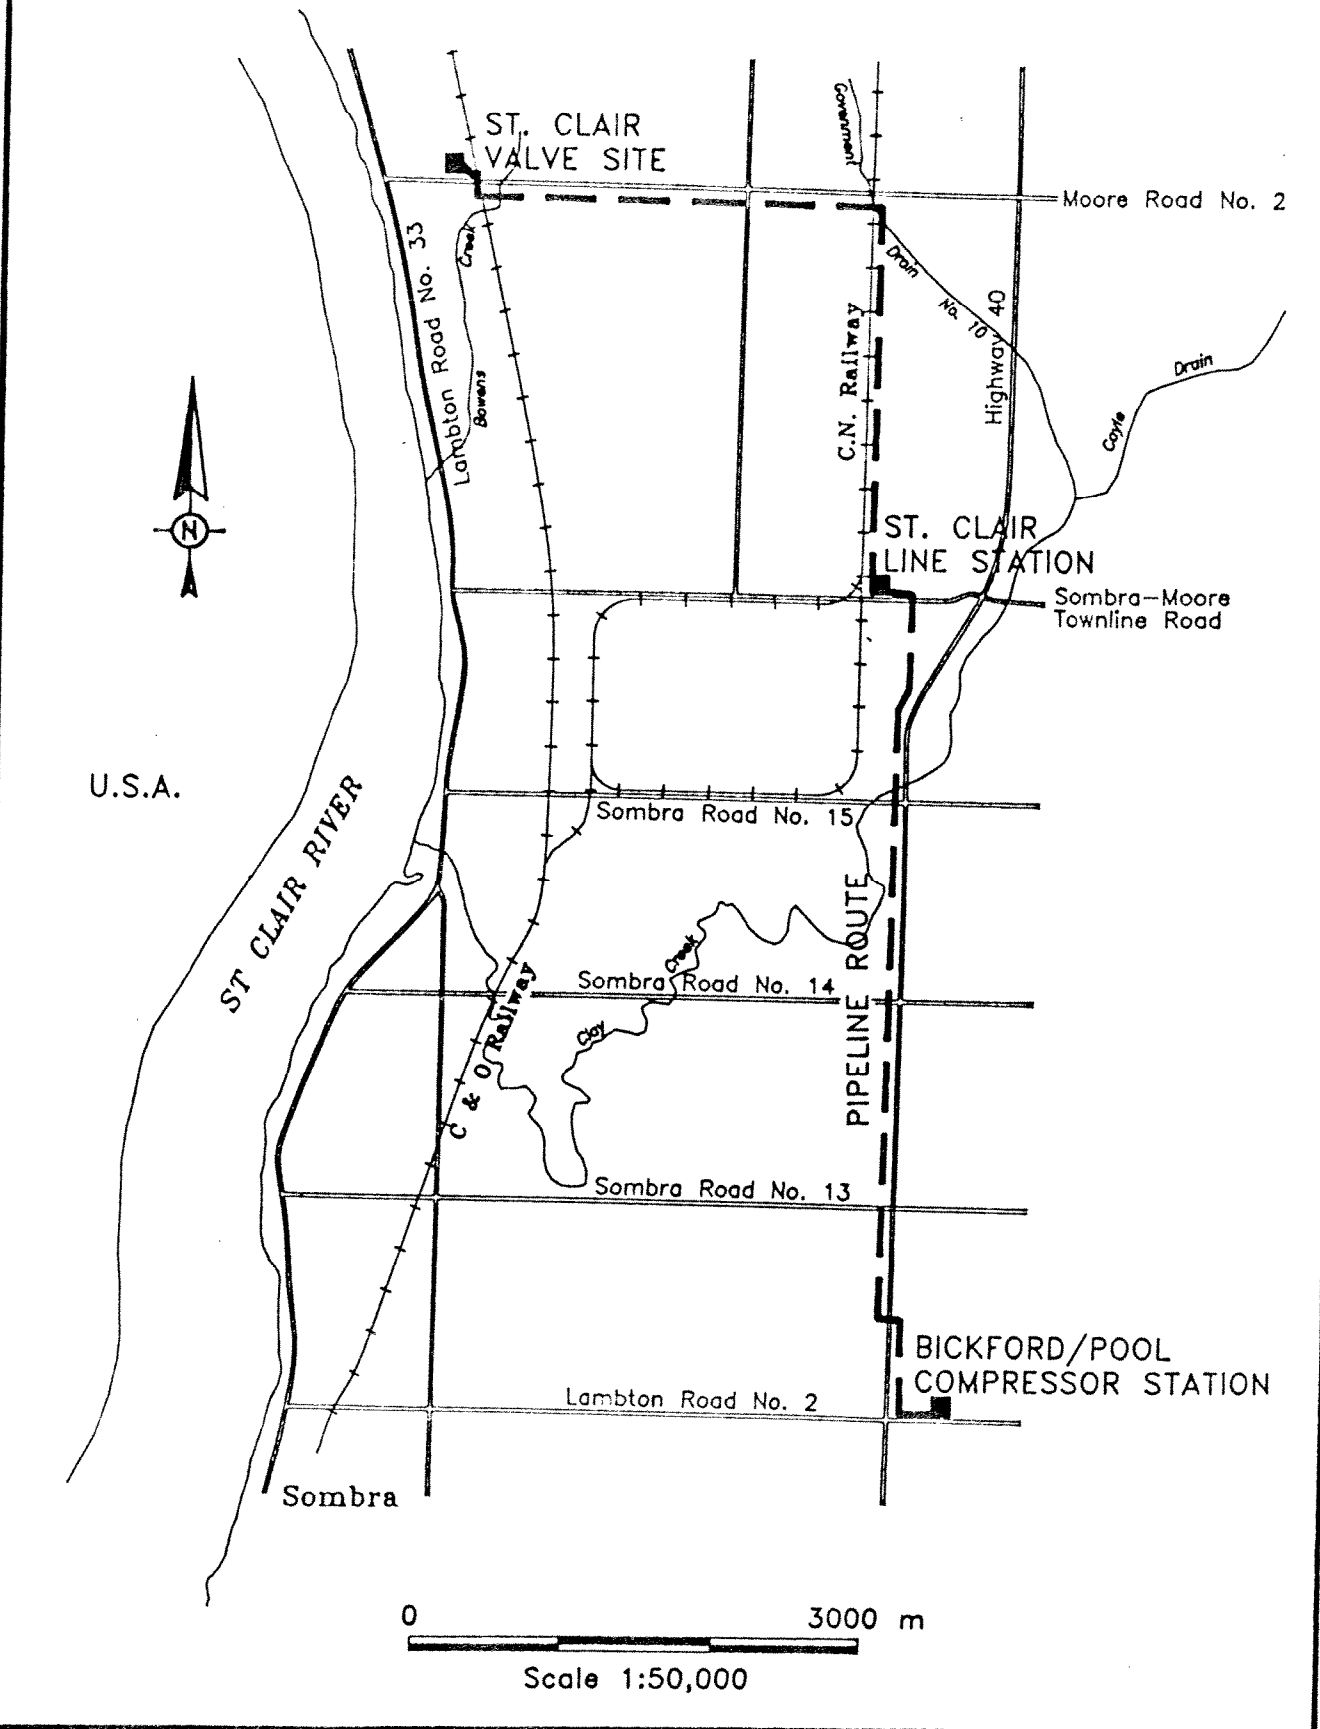 ST. CLAIR
VALVE SITE
Government
Moore Road No. 2
Lambton Road No. 33
Creek
Bowens
Drain
No. 10
C.N. Railway
Highway 40
Drain
Coyle
N
ST. CLAIR
LINE STATION
Sombra-Moore
Townline Road
U.S.A.
ST CLAIR RIVER
Sombra Road No. 15
PIPELINE ROUTE
Creek
Clay
Sombra Road No. 14
C & O Railway
Sombra Road No. 13
BICKFORD/POOL
COMPRESSOR STATION
Lambton Road No. 2
Sombra
0 3000 m
Scale 1:50,000